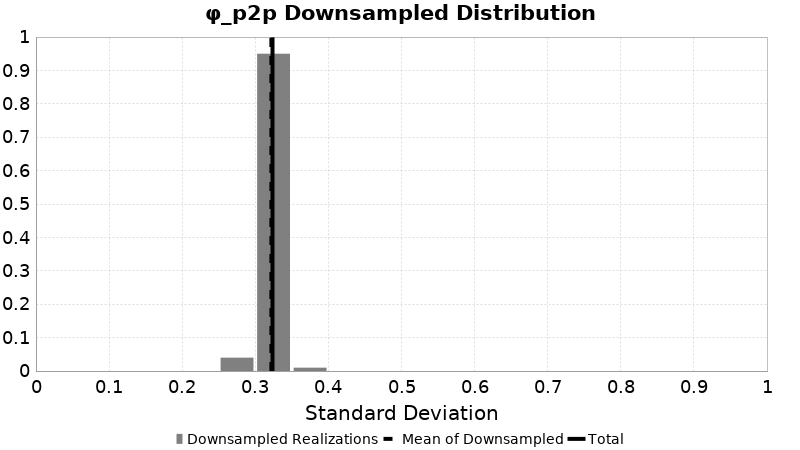 φ_p2p Downsampled Distribution
1
0.9
0.8
0.7
0.6
0.5
0.4
0.3
0.2
0.1
0
0 0.1 0.2 0.3 0.4 0.5 0.6 0.7 0.8 0.9 1
Standard Deviation
Downsampled Realizations Mean of Downsampled Total